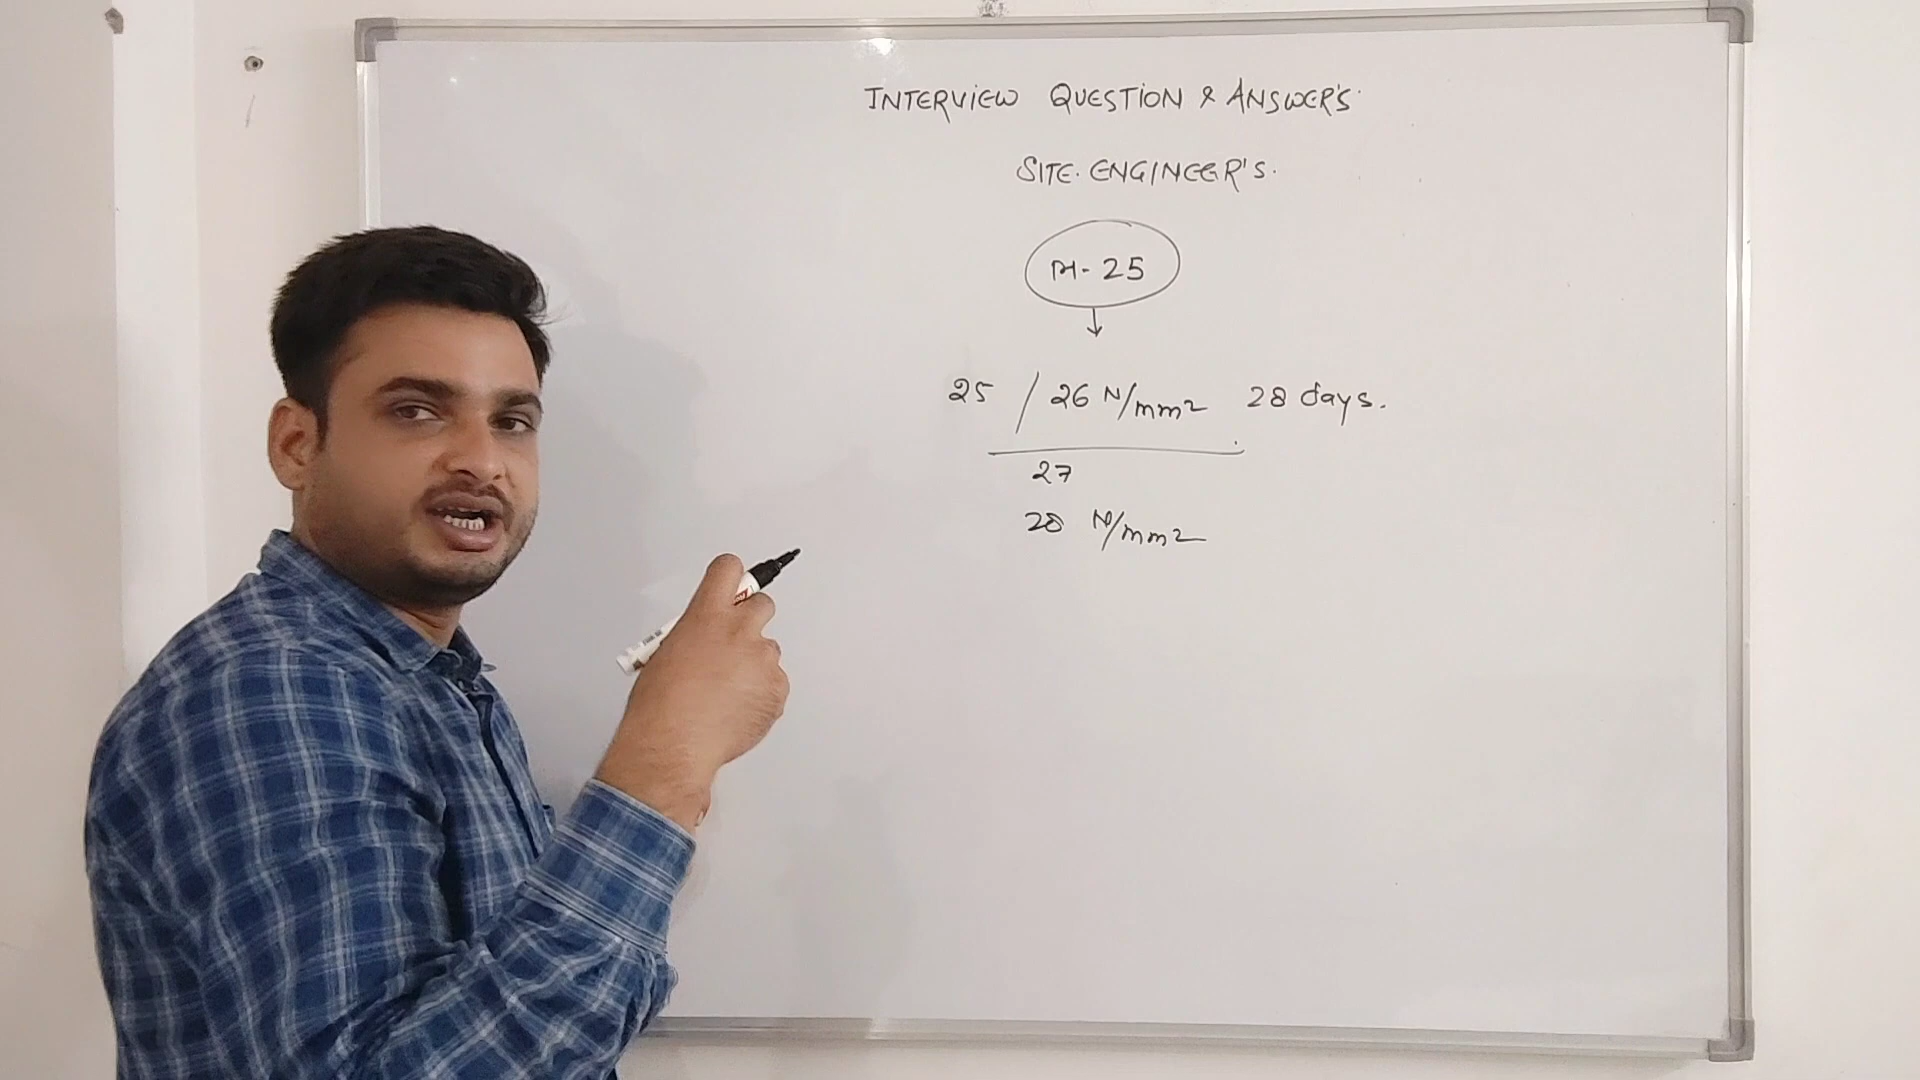 INTERVIEW QUESTION & ANSWER'S.
SITE. ENGINEER'S.
M-25
25 / 26 N/mm2 28 days.
27
28 N/mm2